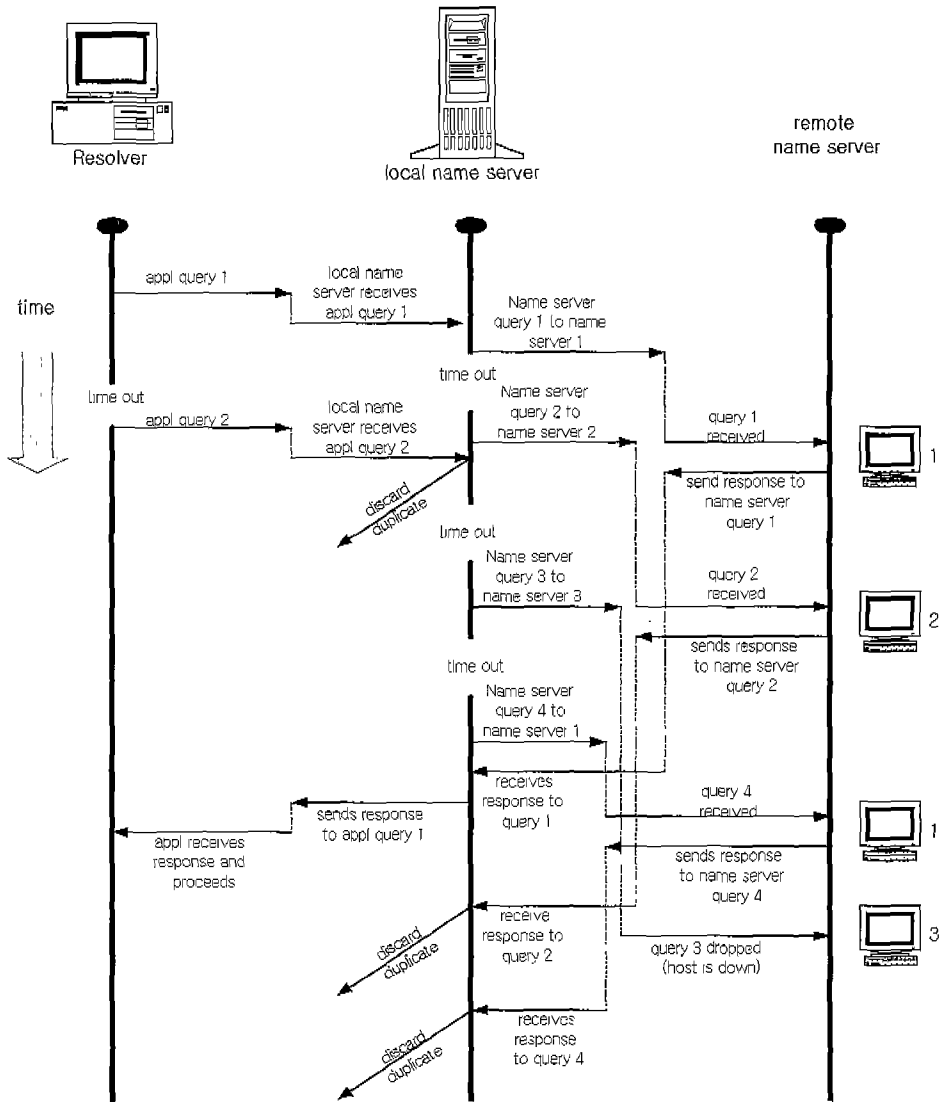 Resolver
local name server
remote
name server
time
appl query 1
local name
server receives
appl query 1
Name server
query 1 to name
server 1
time out
time out
appl query 2
local name
server receives
appl query 2
Name server
query 2 to
name server 2
query 1
received
1
send response to
name server
query 1
discard
duplicate
time out
Name server
query 3 to
name server 3
query 2
received
2
sends response
to name server
query 2
time out
Name server
query 4 to
name server 1
receives
response to
query 1
query 4
received
1
sends response
to appl query 1
appl receives
response and
proceeds
sends response
to name server
query 4
receive
response to
query 2
discard
duplicate
query 3 dropped
(host is down)
3
receives
response
to query 4
discard
duplicate